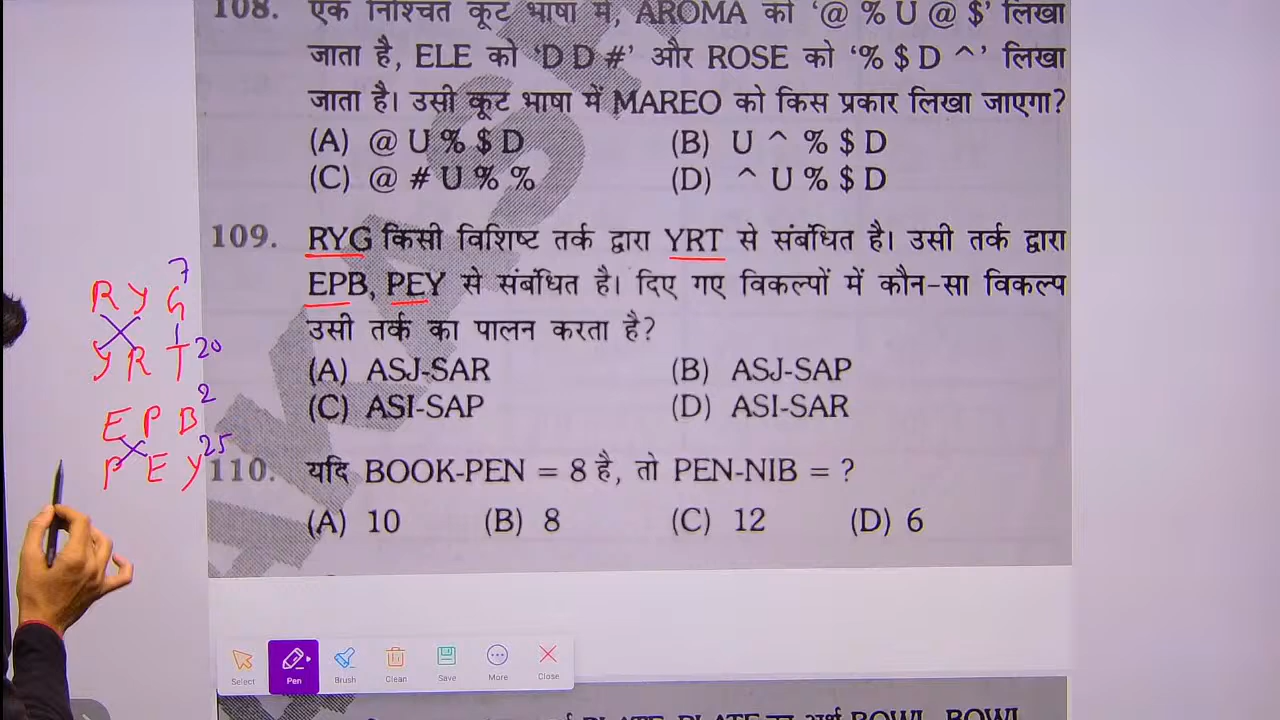 108. एक निश्चित कूट भाषा में, AROMA को '@ % U @ $' लिखा
जाता है, ELE को 'D D #' और ROSE को '% $ D ^' लिखा
जाता है। उसी कूट भाषा में MAREO को किस प्रकार लिखा जाएगा?
(A) @ U % $ D (B) U ^ % $ D
(C) @ # U % % (D) ^ U % $ D
109. RYG किसी विशिष्ट तर्क द्वारा YRT से संबंधित है। उसी तर्क द्वारा
EPB, PEY से संबंधित है। दिए गए विकल्पों में कौन-सा विकल्प
उसी तर्क का पालन करता है?
(A) ASJ-SAR (B) ASJ-SAP
(C) ASI-SAP (D) ASI-SAR
110. यदि BOOK-PEN = 8 है, तो PEN-NIB = ?
(A) 10 (B) 8 (C) 12 (D) 6
R Y G 7
Y R T 20
E P B 2
P E Y 25
Select Pen Brush Clean Save More Close